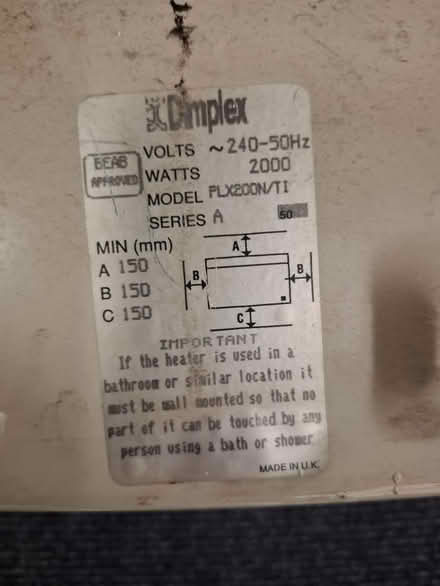 Dimplex
BEAB
APPROVED
VOLTS ~240-50Hz
WATTS 2000
MODEL PLX200N/TI
SERIES A 50
MIN (mm)
A 150
B 150
C 150
A
B
B
C
IMPORTANT
If the heater is used in a
bathroom or similar location it
must be wall mounted so that no
part of it can be touched by any
person using a bath or shower
MADE IN U.K.